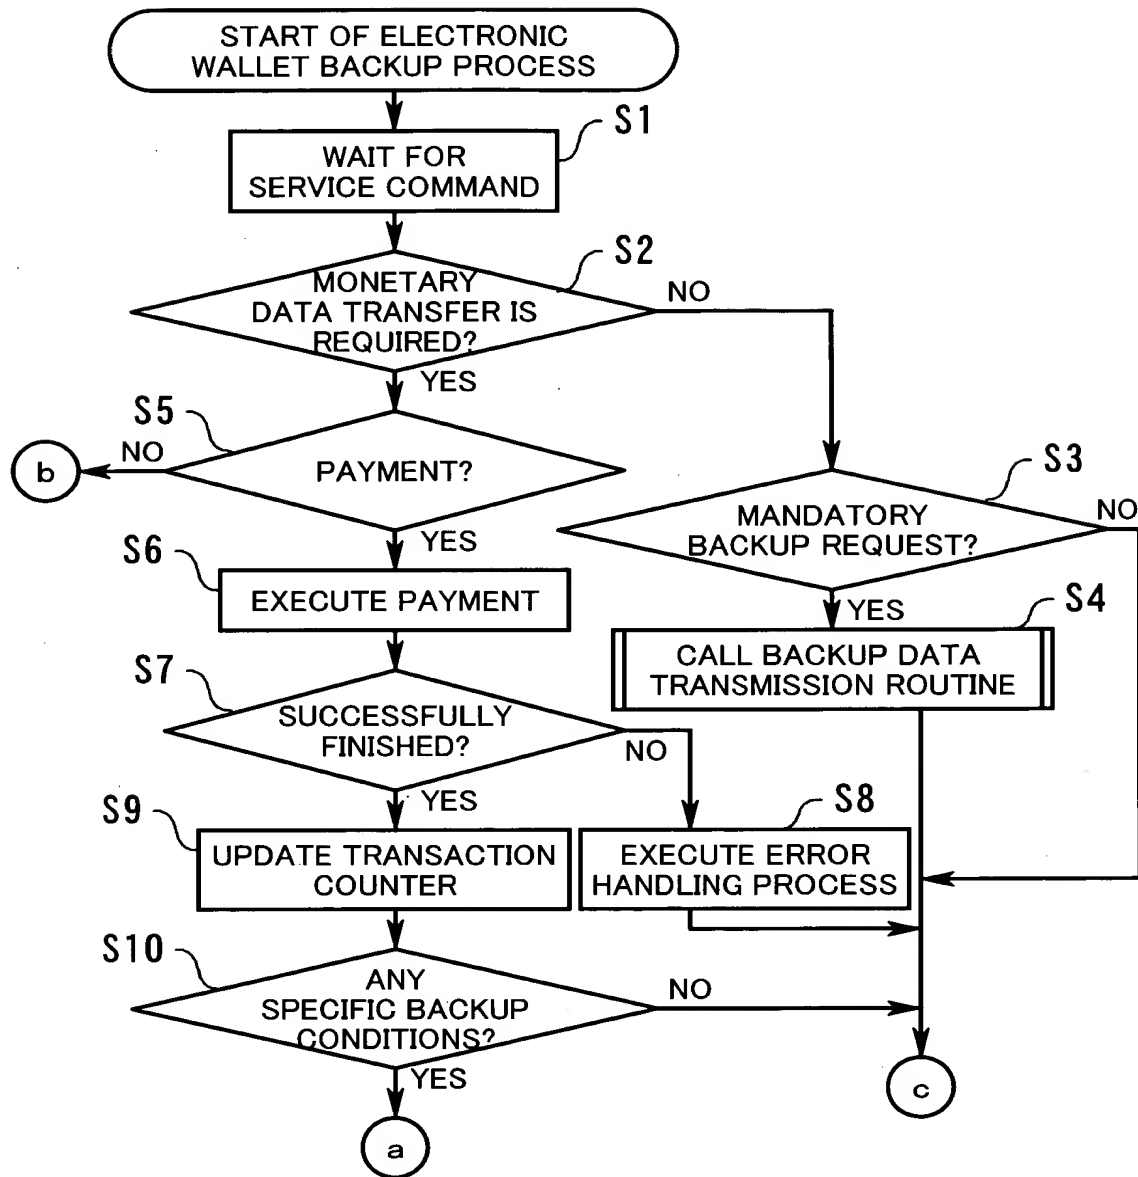 START OF ELECTRONIC
WALLET BACKUP PROCESS
S1
WAIT FOR
SERVICE COMMAND
S2
MONETARY
DATA TRANSFER IS
REQUIRED?
NO
YES
S5
NO
b
PAYMENT?
YES
S3
MANDATORY
BACKUP REQUEST?
NO
YES
S6
EXECUTE PAYMENT
S4
CALL BACKUP DATA
TRANSMISSION ROUTINE
S7
SUCCESSFULLY
FINISHED?
NO
YES
S9
UPDATE TRANSACTION
COUNTER
S8
EXECUTE ERROR
HANDLING PROCESS
S10
ANY
SPECIFIC BACKUP
CONDITIONS?
NO
YES
c
a